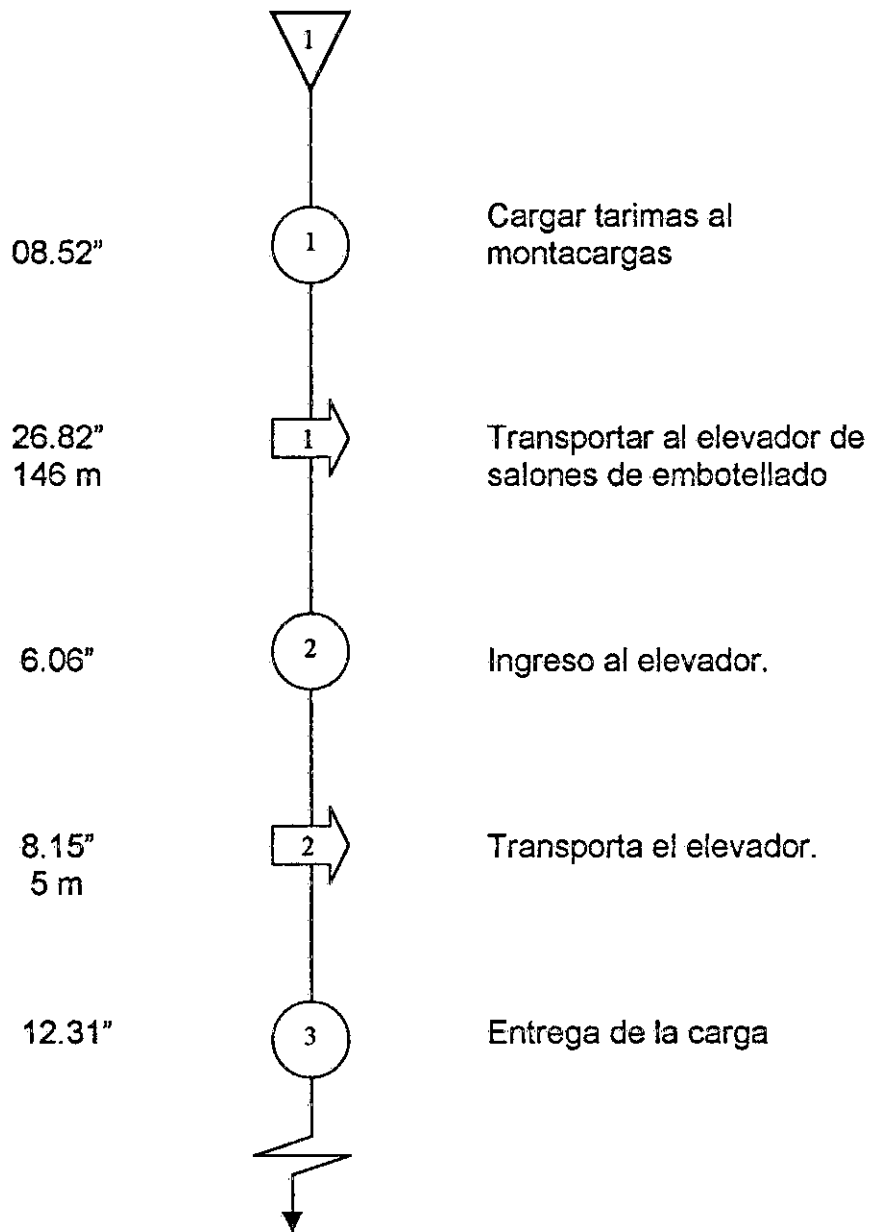 1
08.52”
1
Cargar tarimas al
montacargas
26.82”
146 m
1
Transportar al elevador de
salones de embotellado
6.06”
2
Ingreso al elevador.
8.15”
5 m
2
Transporta el elevador.
12.31”
3
Entrega de la carga